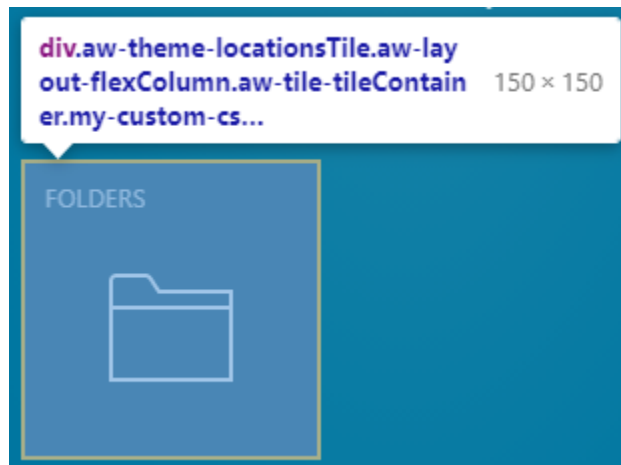 div.aw-theme-locationsTile.aw-lay
out-flexColumn.aw-tile-tileContain 150 × 150
er.my-custom-cs...
FOLDERS